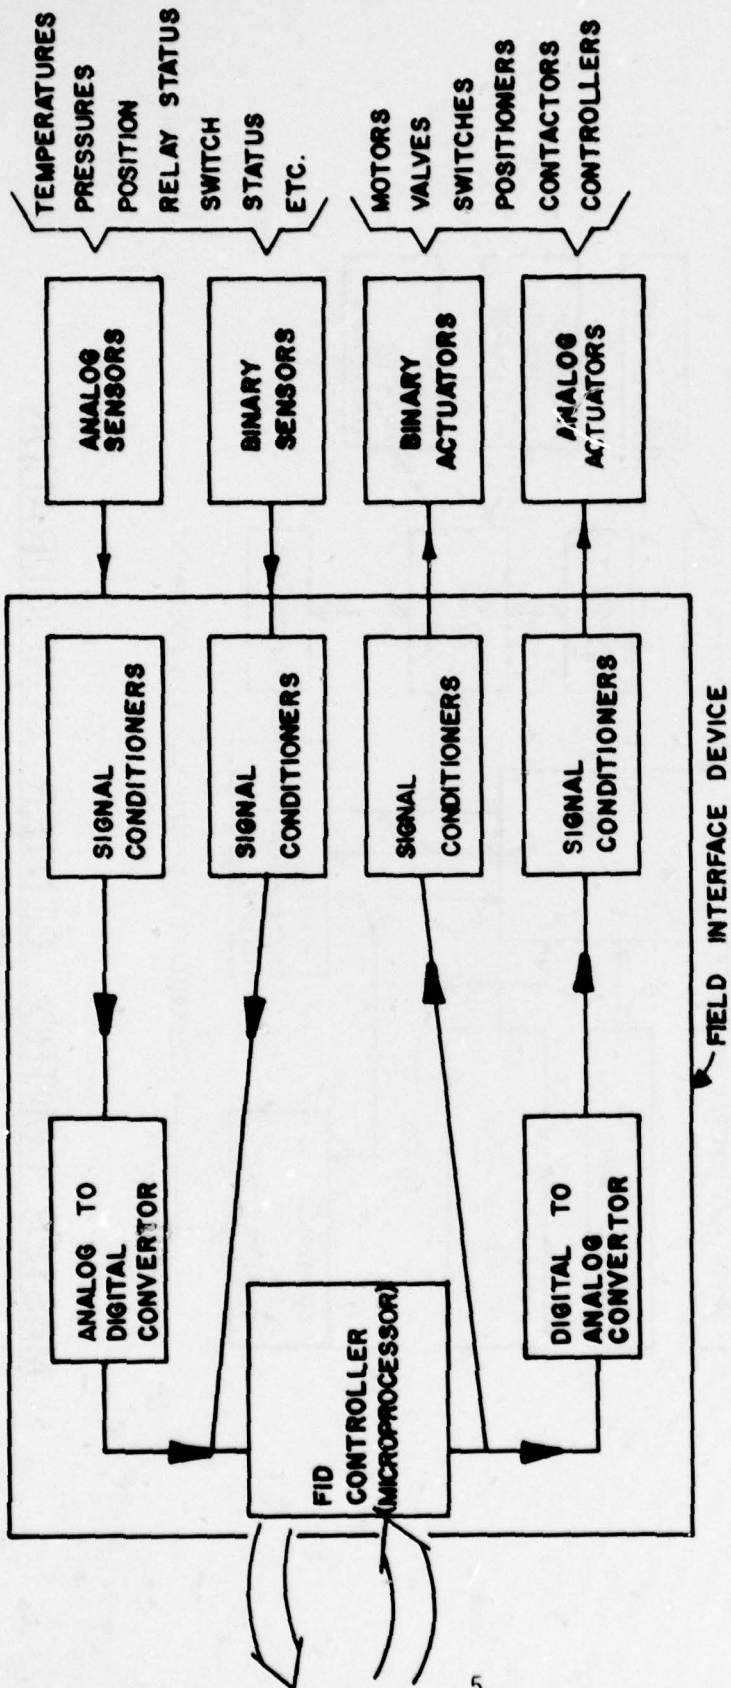 TEMPERATURES
PRESSURES
POSITION
RELAY STATUS
SWITCH
STATUS
ETC.
MOTORS
VALVES
SWITCHES
POSITIONERS
CONTACTORS
CONTROLLERS
ANALOG
SENSORS
BINARY
SENSORS
BINARY
ACTUATORS
ANALOG
ACTUATORS
SIGNAL
CONDITIONERS
SIGNAL
CONDITIONERS
SIGNAL
CONDITIONERS
SIGNAL
CONDITIONERS
ANALOG TO
DIGITAL
CONVERTOR
FID
CONTROLLER
(MICROPROCESSOR)
DIGITAL TO
ANALOG
CONVERTOR
FIELD INTERFACE DEVICE
5